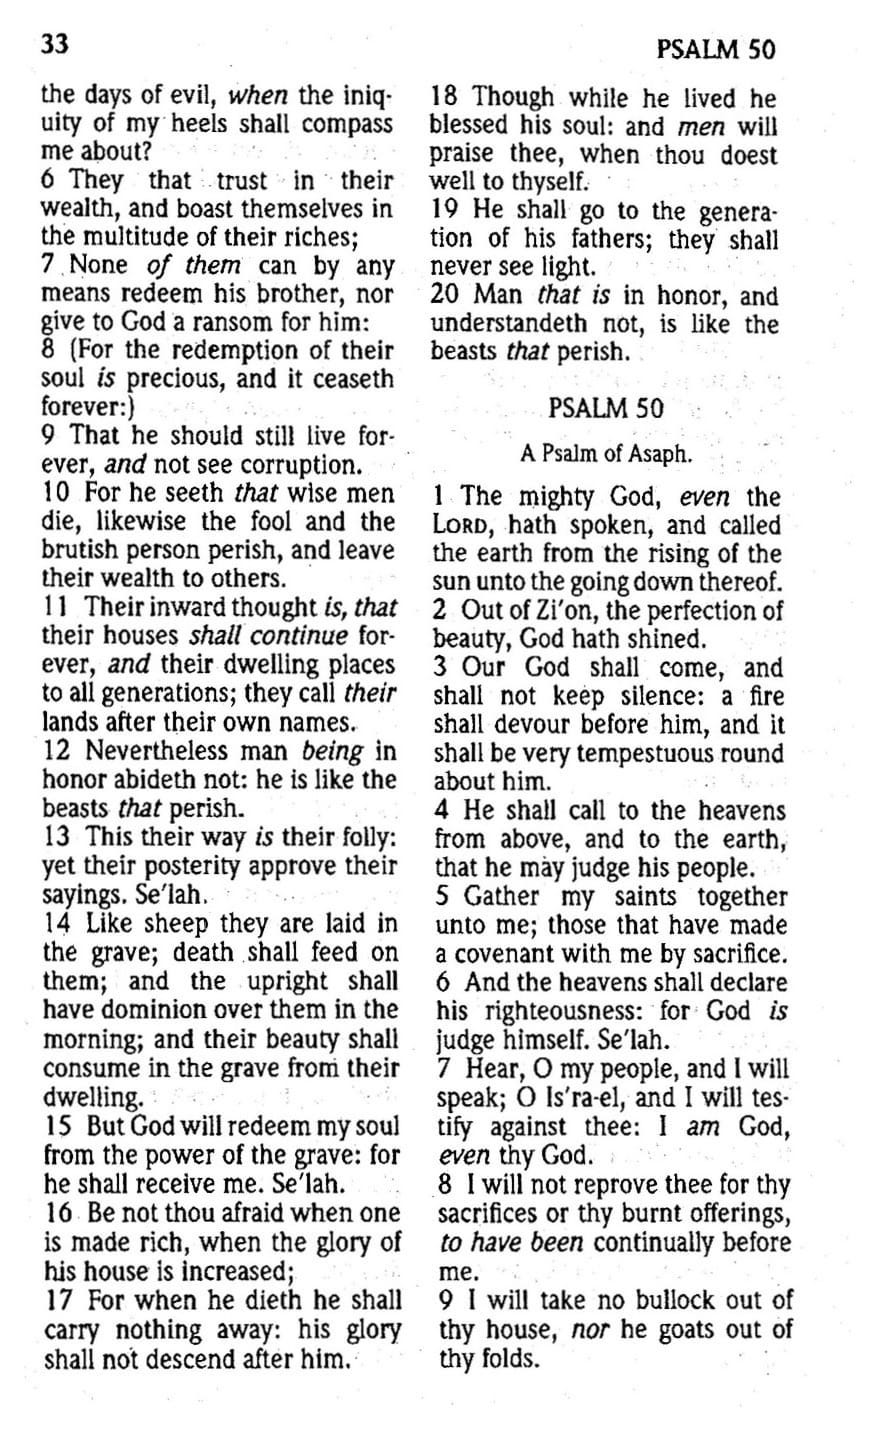 33
PSALM 50
the days of evil, when the iniq-
uity of my heels shall compass
me about?
6 They that trust in their
wealth, and boast themselves in
the multitude of their riches;
7 None of them can by any
means redeem his brother, nor
give to God a ransom for him:
8 (For the redemption of their
soul is precious, and it ceaseth
forever:)
9 That he should still live for-
ever, and not see corruption.
10 For he seeth that wise men
die, likewise the fool and the
brutish person perish, and leave
their wealth to others.
11 Their inward thought is, that
their houses shall continue for-
ever, and their dwelling places
to all generations; they call their
lands after their own names.
12 Nevertheless man being in
honor abideth not: he is like the
beasts that perish.
13 This their way is their folly:
yet their posterity approve their
sayings. Se'lah.
14 Like sheep they are laid in
the grave; death shall feed on
them; and the upright shall
have dominion over them in the
morning; and their beauty shall
consume in the grave from their
dwelling.
15 But God will redeem my soul
from the power of the grave: for
he shall receive me. Se'lah.
16 Be not thou afraid when one
is made rich, when the glory of
his house is increased;
17 For when he dieth he shall
carry nothing away: his glory
shall not descend after him.
18 Though while he lived he
blessed his soul: and men will
praise thee, when thou doest
well to thyself.
19 He shall go to the genera-
tion of his fathers; they shall
never see light.
20 Man that is in honor, and
understandeth not, is like the
beasts that perish.
PSALM 50
A Psalm of Asaph.
1 The mighty God, even the
LORD, hath spoken, and called
the earth from the rising of the
sun unto the going down thereof.
2 Out of Zi'on, the perfection of
beauty, God hath shined.
3 Our God shall come, and
shall not keep silence: a fire
shall devour before him, and it
shall be very tempestuous round
about him.
4 He shall call to the heavens
from above, and to the earth,
that he may judge his people.
5 Gather my saints together
unto me; those that have made
a covenant with me by sacrifice.
6 And the heavens shall declare
his righteousness: for God is
judge himself. Se'lah.
7 Hear, O my people, and I will
speak; O Is'ra-el, and I will tes-
tify against thee: I am God,
even thy God.
8 I will not reprove thee for thy
sacrifices or thy burnt offerings,
to have been continually before
me.
9 I will take no bullock out of
thy house, nor he goats out of
thy folds.